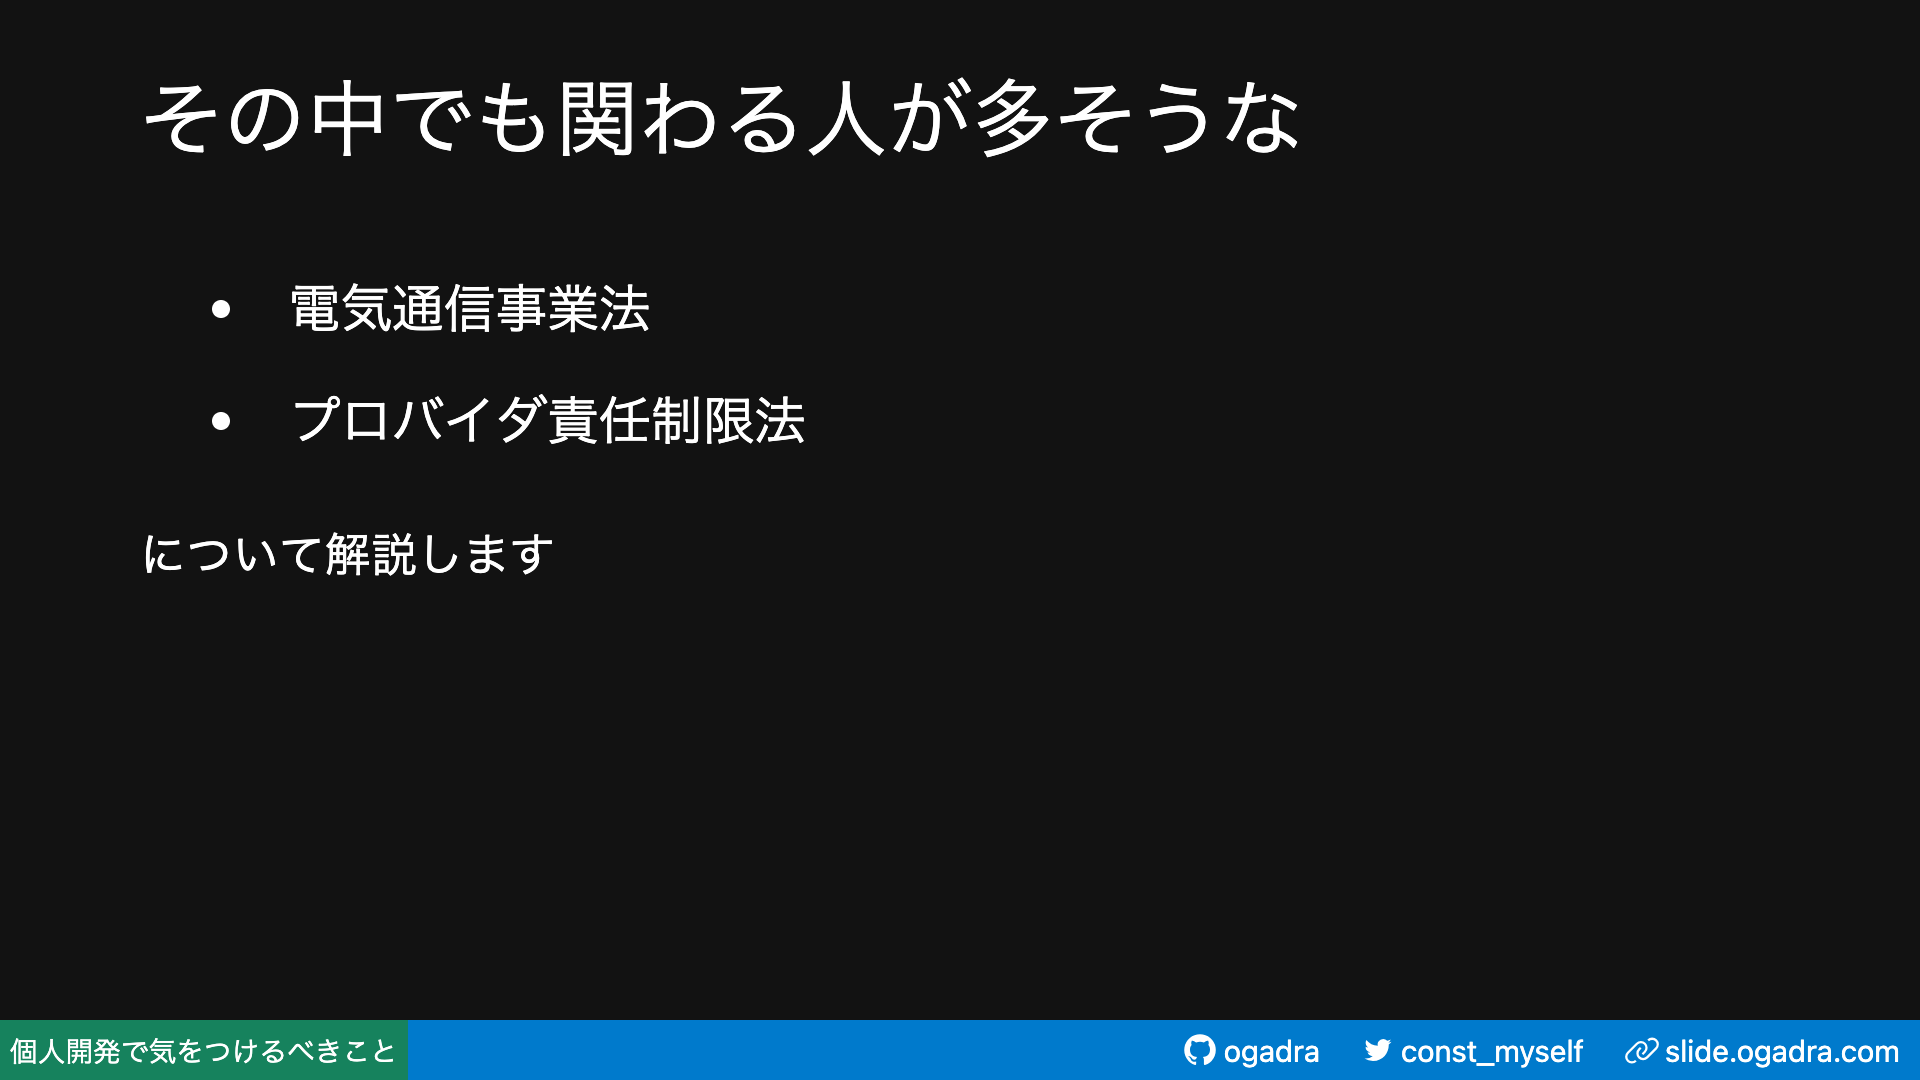 その中でも関わる人が多そうな
• 電気通信事業法
• プロバイダ責任制限法
について解説します
個人開発で気をつけるべきこと
ogadra
const_myself
slide.ogadra.com